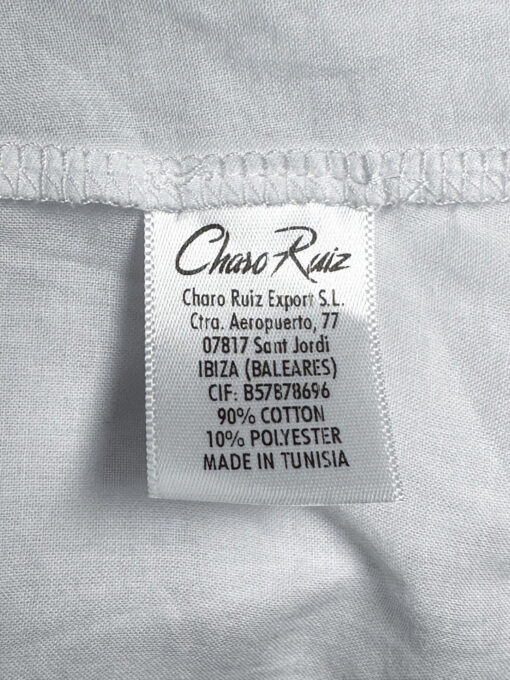 Charo Ruiz
Charo Ruiz Export S.L.
Ctra. Aeropuerto, 77
07817 Sant Jordi
IBIZA (BALEARES)
CIF: B57878696
90% COTTON
10% POLYESTER
MADE IN TUNISIA